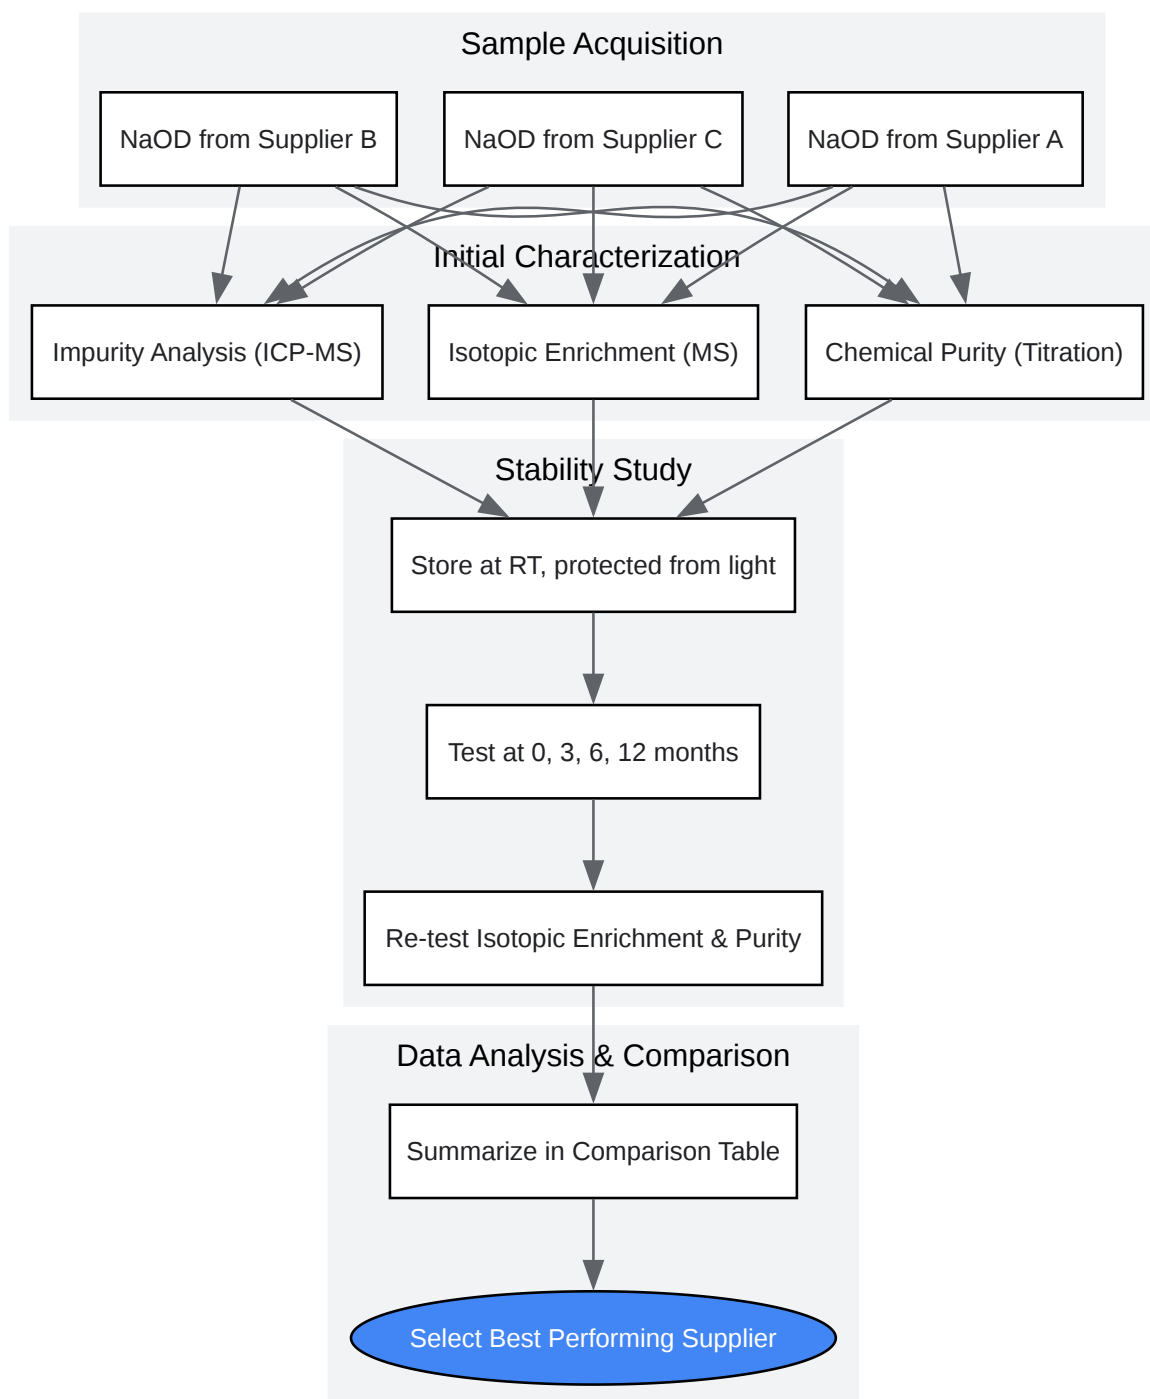 Sample Acquisition
NaOD from Supplier B
NaOD from Supplier C
NaOD from Supplier A
Initial Characterization
Impurity Analysis (ICP-MS)
Isotopic Enrichment (MS)
Chemical Purity (Titration)
Stability Study
Store at RT, protected from light
Test at 0, 3, 6, 12 months
Re-test Isotopic Enrichment & Purity
Data Analysis & Comparison
Summarize in Comparison Table
Select Best Performing Supplier